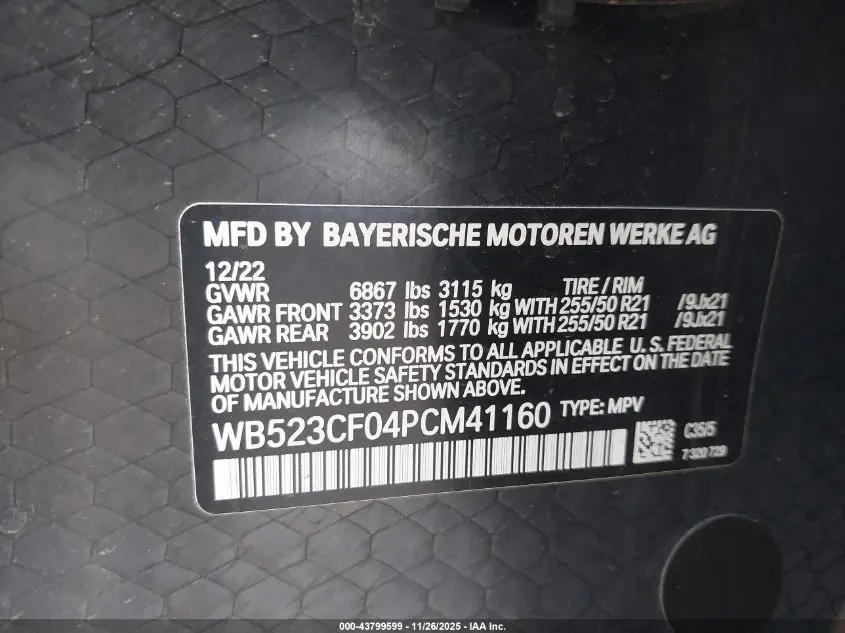 MFD BY BAYERISCHE MOTOREN WERKE AG
12/22
GVWR 6867 lbs 3115 kg TIRE / RIM
GAWR FRONT 3373 lbs 1530 kg WITH 255/50 R21 /9Jx21
GAWR REAR 3902 lbs 1770 kg WITH 255/50 R21 /9Jx21
THIS VEHICLE CONFORMS TO ALL APPLICABLE U.S. FEDERAL
MOTOR VEHICLE SAFETY STANDARDS IN EFFECT ON THE DATE
OF MANUFACTURE SHOWN ABOVE.
WB523CF04PCM41160 TYPE: MPV
C35/5
7 320 729
000-43799599 - 11/26/2025 - IAA Inc.